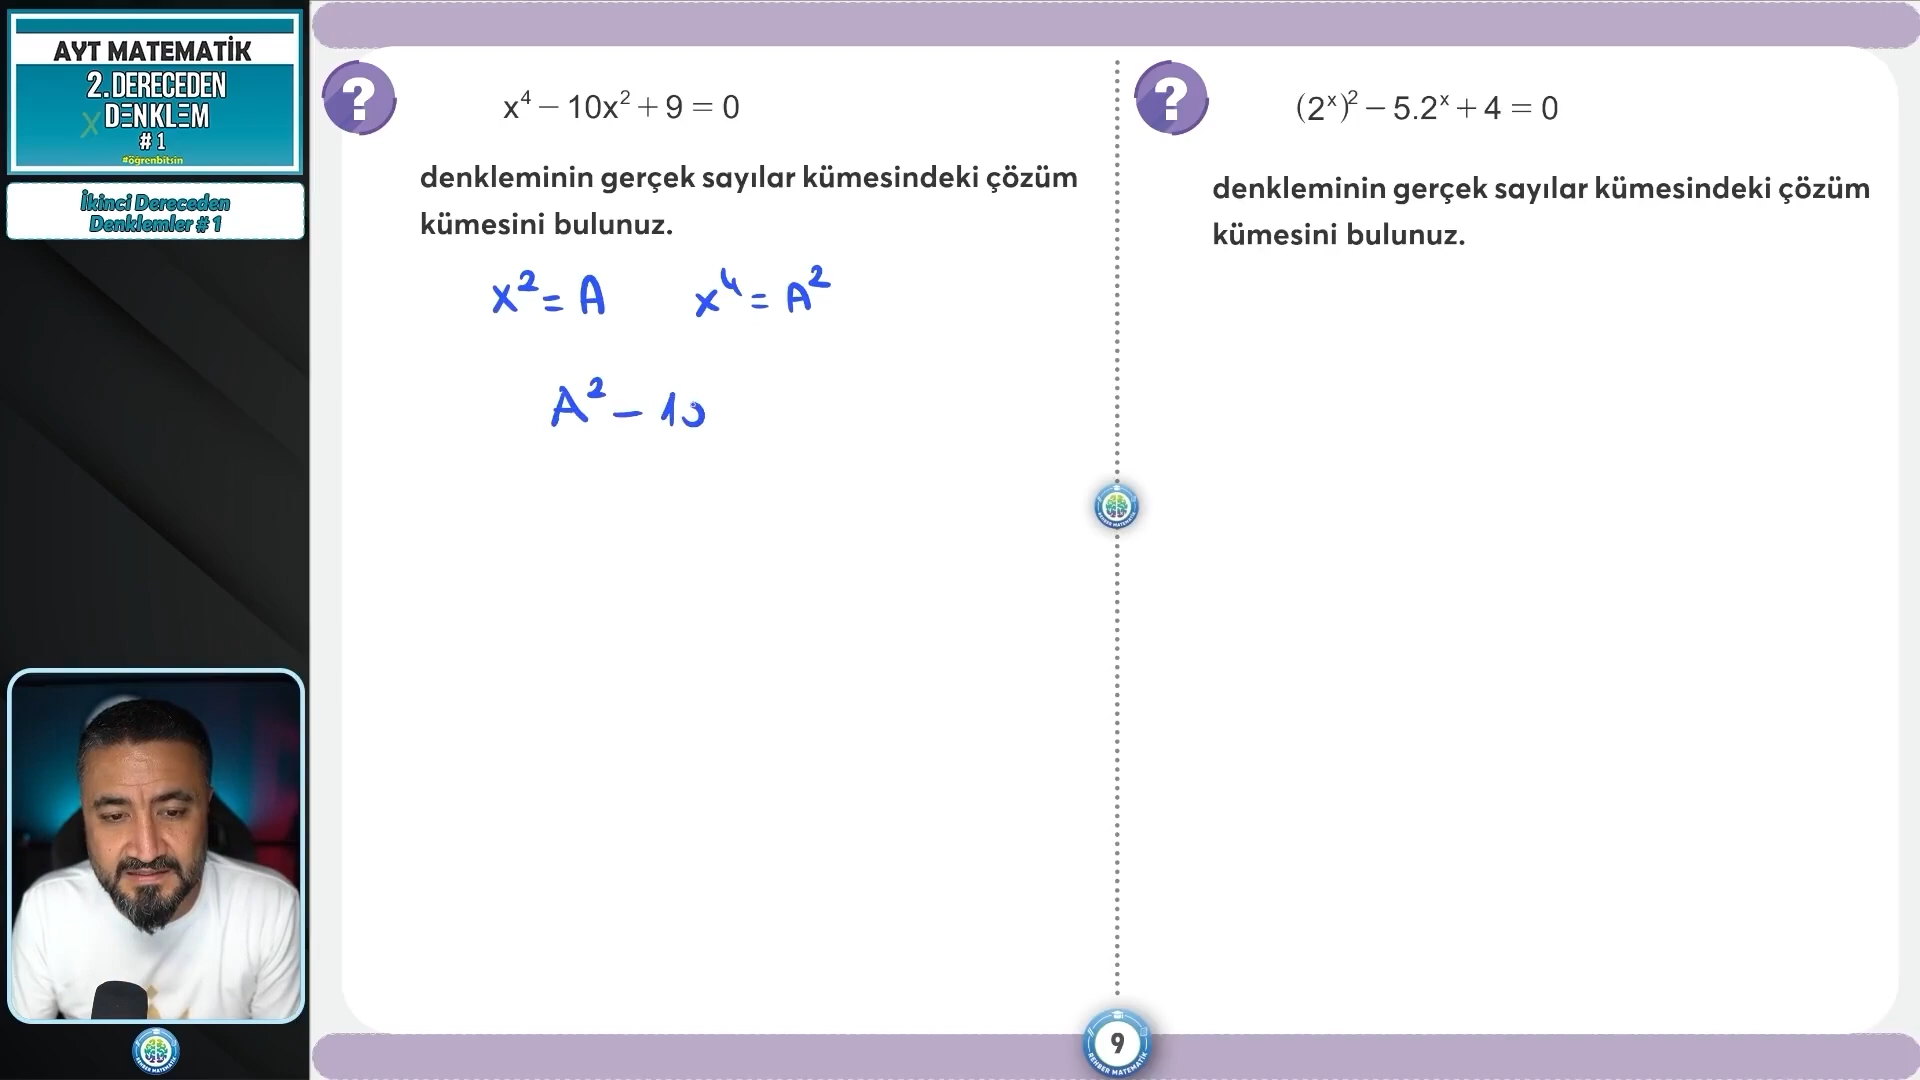 AYT MATEMATİK
2.DERECEDEN
DENKLEM
# 1
#öğrenbitsin
İkinci Dereceden
Denklemler # 1
?
x⁴ − 10x² + 9 = 0
denkleminin gerçek sayılar kümesindeki çözüm
kümesini bulunuz.
x² = A x⁴ = A²
A² − 10
?
(2ˣ)² − 5.2ˣ + 4 = 0
denkleminin gerçek sayılar kümesindeki çözüm
kümesini bulunuz.
9
REHBER MATEMATİK